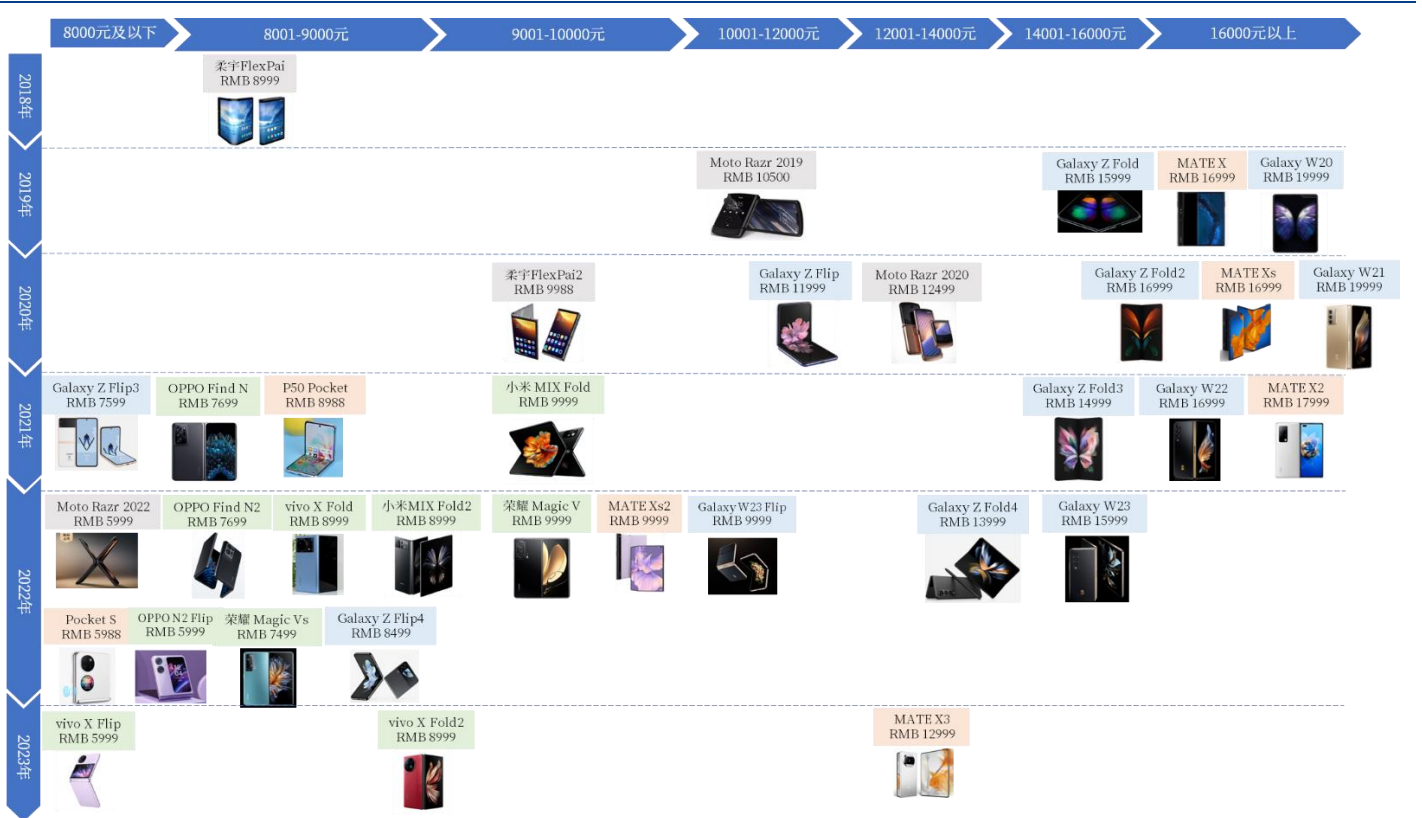 8000元及以下
8001-9000元
9001-10000元
10001-12000元
12001-14000元
14001-16000元
16000元以上
2018年
柔宇FlexPai
RMB 8999
2019年
Moto Razr 2019
RMB 10500
Galaxy Z Fold
RMB 15999
MATE X
RMB 16999
Galaxy W20
RMB 19999
2020年
柔宇FlexPai2
RMB 9988
Galaxy Z Flip
RMB 11999
Moto Razr 2020
RMB 12499
Galaxy Z Fold2
RMB 16999
MATE Xs
RMB 16999
Galaxy W21
RMB 19999
2021年
Galaxy Z Flip3
RMB 7599
OPPO Find N
RMB 7699
P50 Pocket
RMB 8988
小米 MIX Fold
RMB 9999
Galaxy Z Fold3
RMB 14999
Galaxy W22
RMB 16999
MATE X2
RMB 17999
2022年
Moto Razr 2022
RMB 5999
OPPO Find N2
RMB 7699
vivo X Fold
RMB 8999
小米MIX Fold2
RMB 8999
荣耀 Magic V
RMB 9999
MATE Xs2
RMB 9999
Galaxy W23 Flip
RMB 9999
Galaxy Z Fold4
RMB 13999
Galaxy W23
RMB 15999
Pocket S
RMB 5988
OPPO N2 Flip
RMB 5999
荣耀 Magic Vs
RMB 7499
Galaxy Z Flip4
RMB 8499
2023年
vivo X Flip
RMB 5999
vivo X Fold2
RMB 8999
MATE X3
RMB 12999